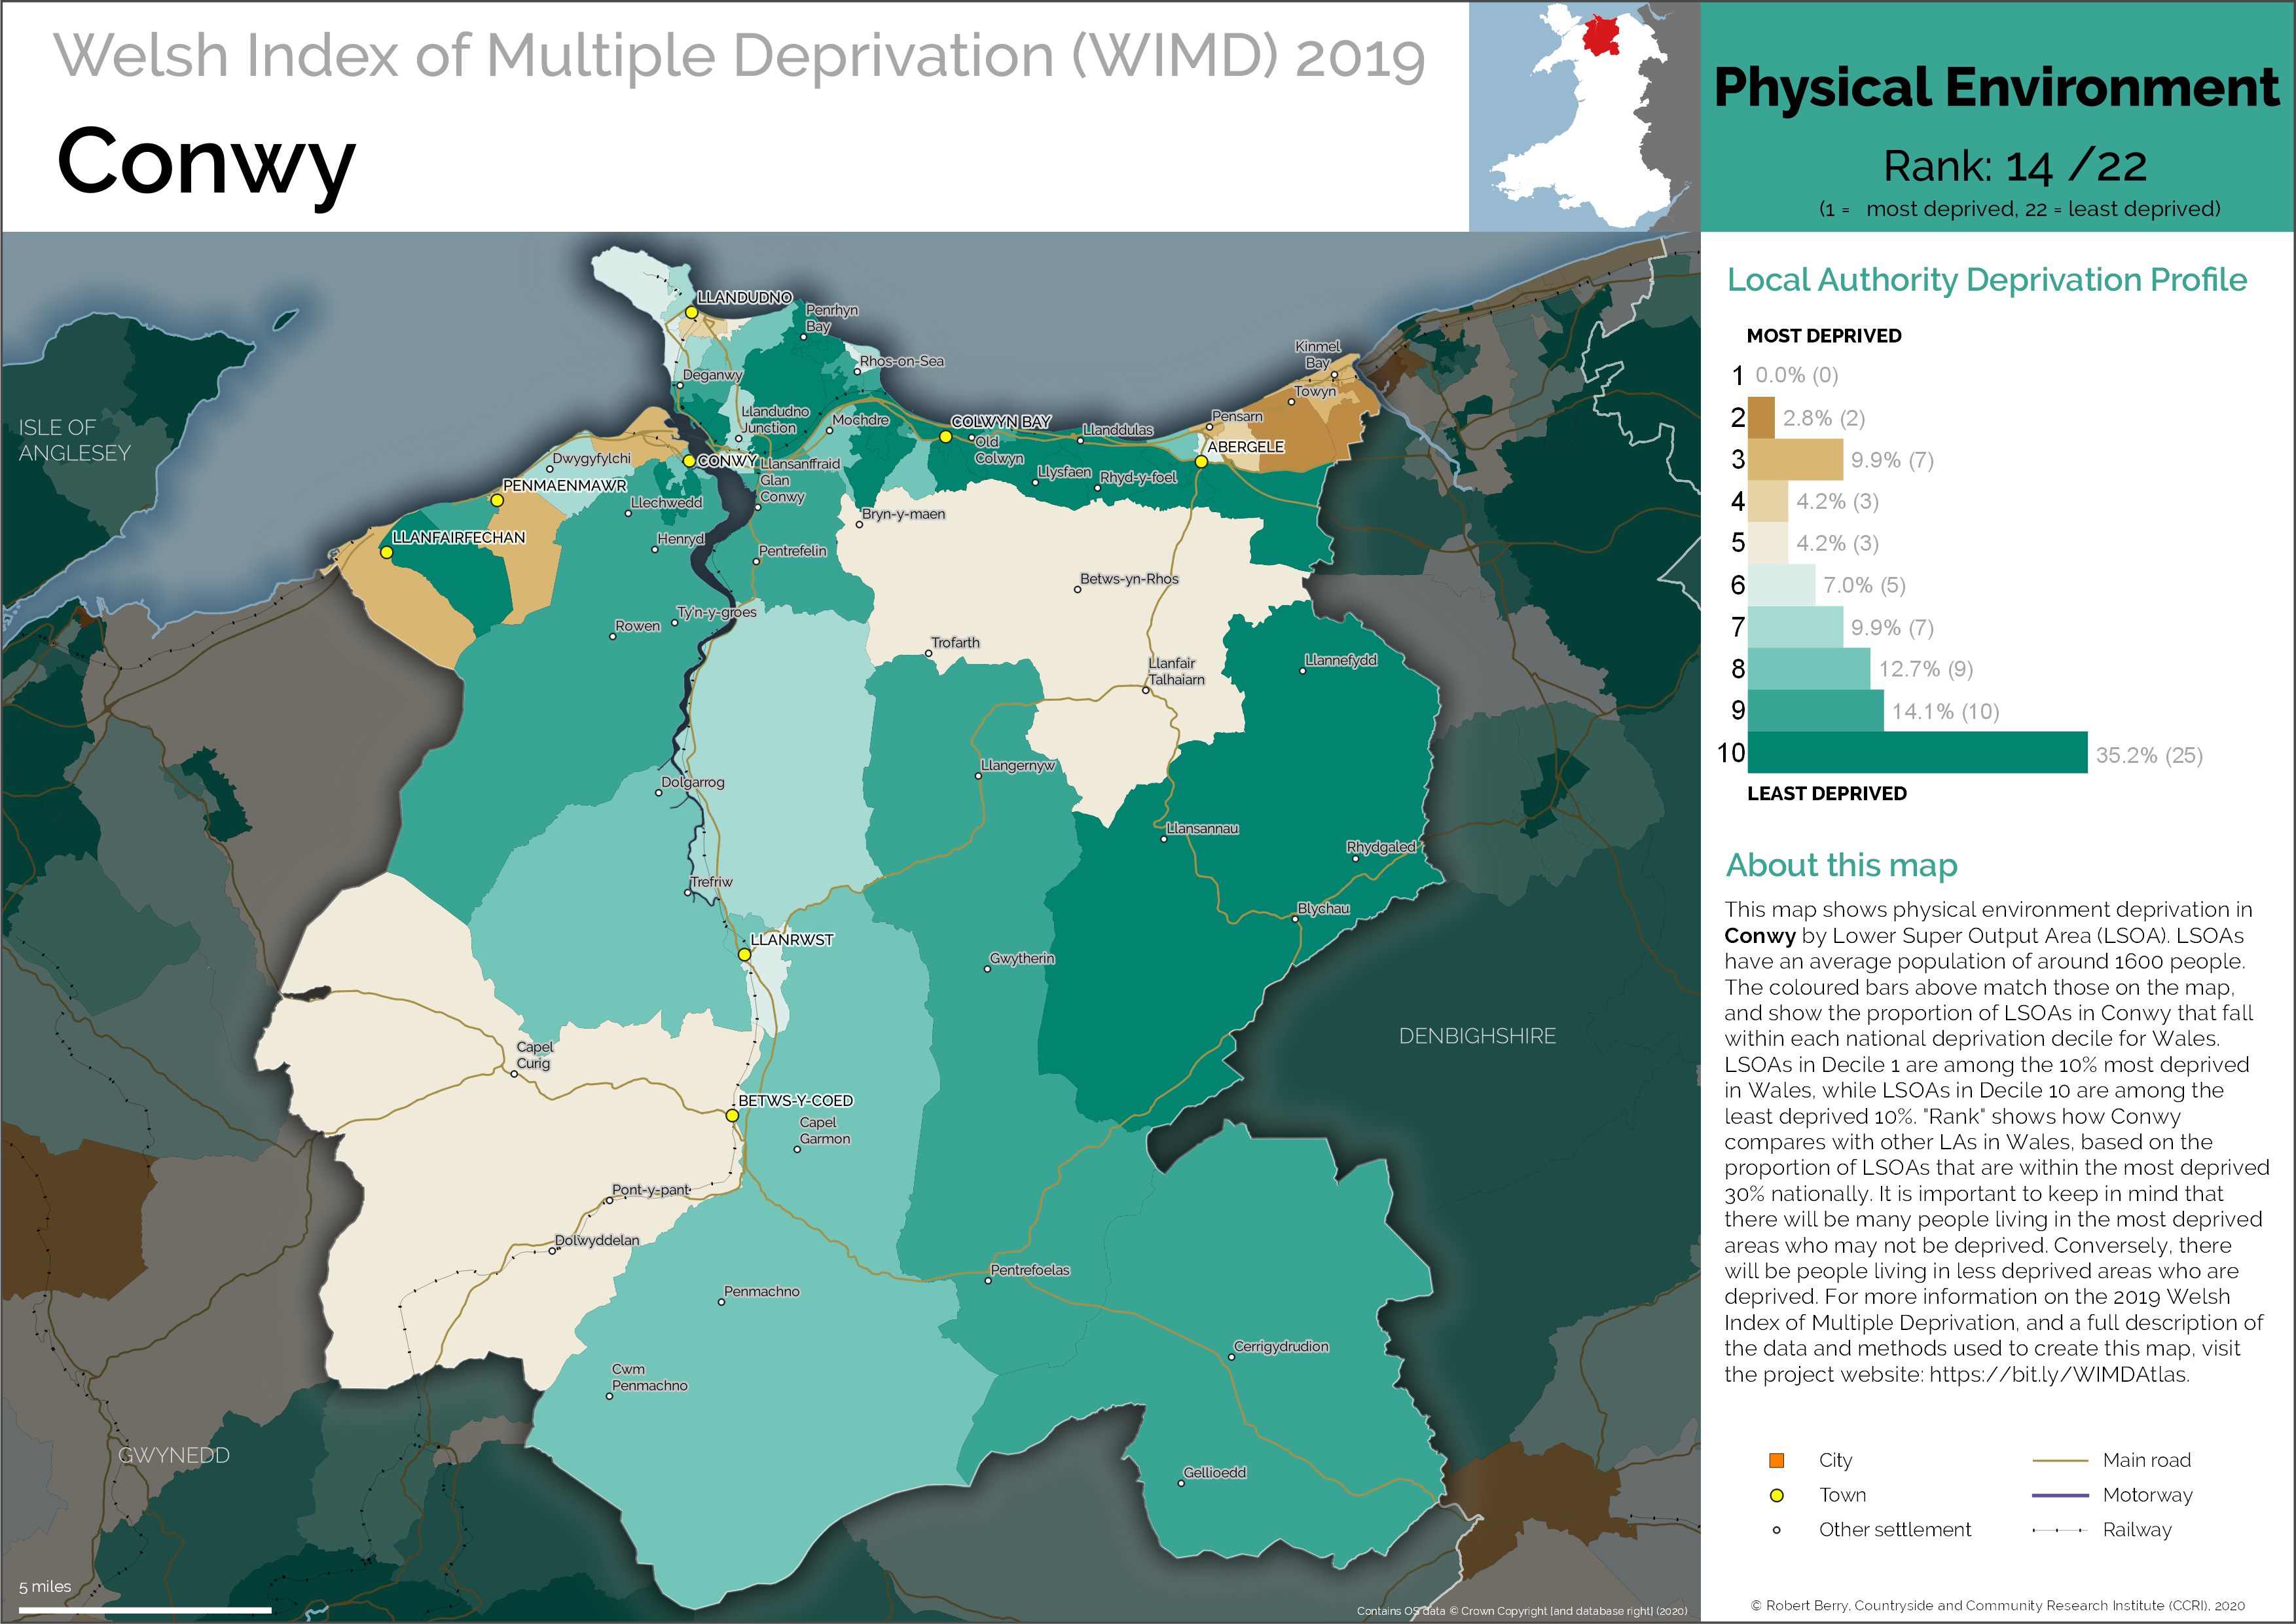 Welsh Index of Multiple Deprivation (WIMD) 2019
Conwy
Physical Environment
Rank: 14 /22
(1 = most deprived, 22 = least deprived)
Local Authority Deprivation Profile
MOST DEPRIVED
1 0.0% (0)
2 2.8% (2)
3 9.9% (7)
4 4.2% (3)
5 4.2% (3)
6 7.0% (5)
7 9.9% (7)
8 12.7% (9)
9 14.1% (10)
10 35.2% (25)
LEAST DEPRIVED
About this map
This map shows physical environment deprivation in
Conwy by Lower Super Output Area (LSOA). LSOAs
have an average population of around 1600 people.
The coloured bars above match those on the map,
and show the proportion of LSOAs in Conwy that fall
within each national deprivation decile for Wales.
LSOAs in Decile 1 are among the 10% most deprived
in Wales, while LSOAs in Decile 10 are among the
least deprived 10%. "Rank" shows how Conwy
compares with other LAs in Wales, based on the
proportion of LSOAs that are within the most deprived
30% nationally. It is important to keep in mind that
there will be many people living in the most deprived
areas who may not be deprived. Conversely, there
will be people living in less deprived areas who are
deprived. For more information on the 2019 Welsh
Index of Multiple Deprivation, and a full description of
the data and methods used to create this map, visit
the project website: https://bit.ly/WIMDAtlas.
City
Town
Other settlement
Main road
Motorway
Railway
© Robert Berry, Countryside and Community Research Institute (CCRI), 2020
LLANDUDNO
Penrhyn
Bay
Rhos-on-Sea
Kinmel
Bay
Deganwy
Towyn
Llandudno
Junction
Mochdre
COLWYN BAY
Old
Colwyn
Llanddulas
Pensarn
ABERGELE
ISLE OF
ANGLESEY
Dwygyfylchi
CONWY
Llansanffraid
Glan
Conwy
Llysfaen
Rhyd-y-foel
PENMAENMAWR
Llechwedd
Bryn-y-maen
LLANFAIRFECHAN
Henryd
Pentrefelin
Betws-yn-Rhos
Ty'n-y-groes
Rowen
Trofarth
Llanfair
Talhaiarn
Llannefydd
Llangernyw
Dolgarrog
Llansannau
Rhydgaled
Trefriw
Blychau
LLANRWST
Gwytherin
DENBIGHSHIRE
Capel
Curig
BETWS-Y-COED
Capel
Garmon
Pont-y-pant
Dolwyddelan
Pentrefoelas
Penmachno
Cerrigydrudion
Cwm
Penmachno
GWYNEDD
Gellioedd
5 miles
Contains OS data © Crown Copyright [and database right] (2020)